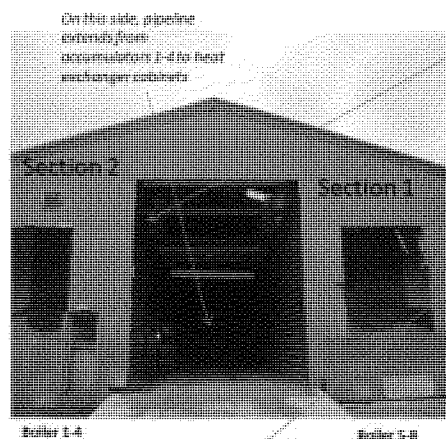 On this side, pipeline
extends from
accumulators 1-4 to heat
exchanger cabinets
Section 2
Section 1
Boiler 1-4
Boiler 5-8